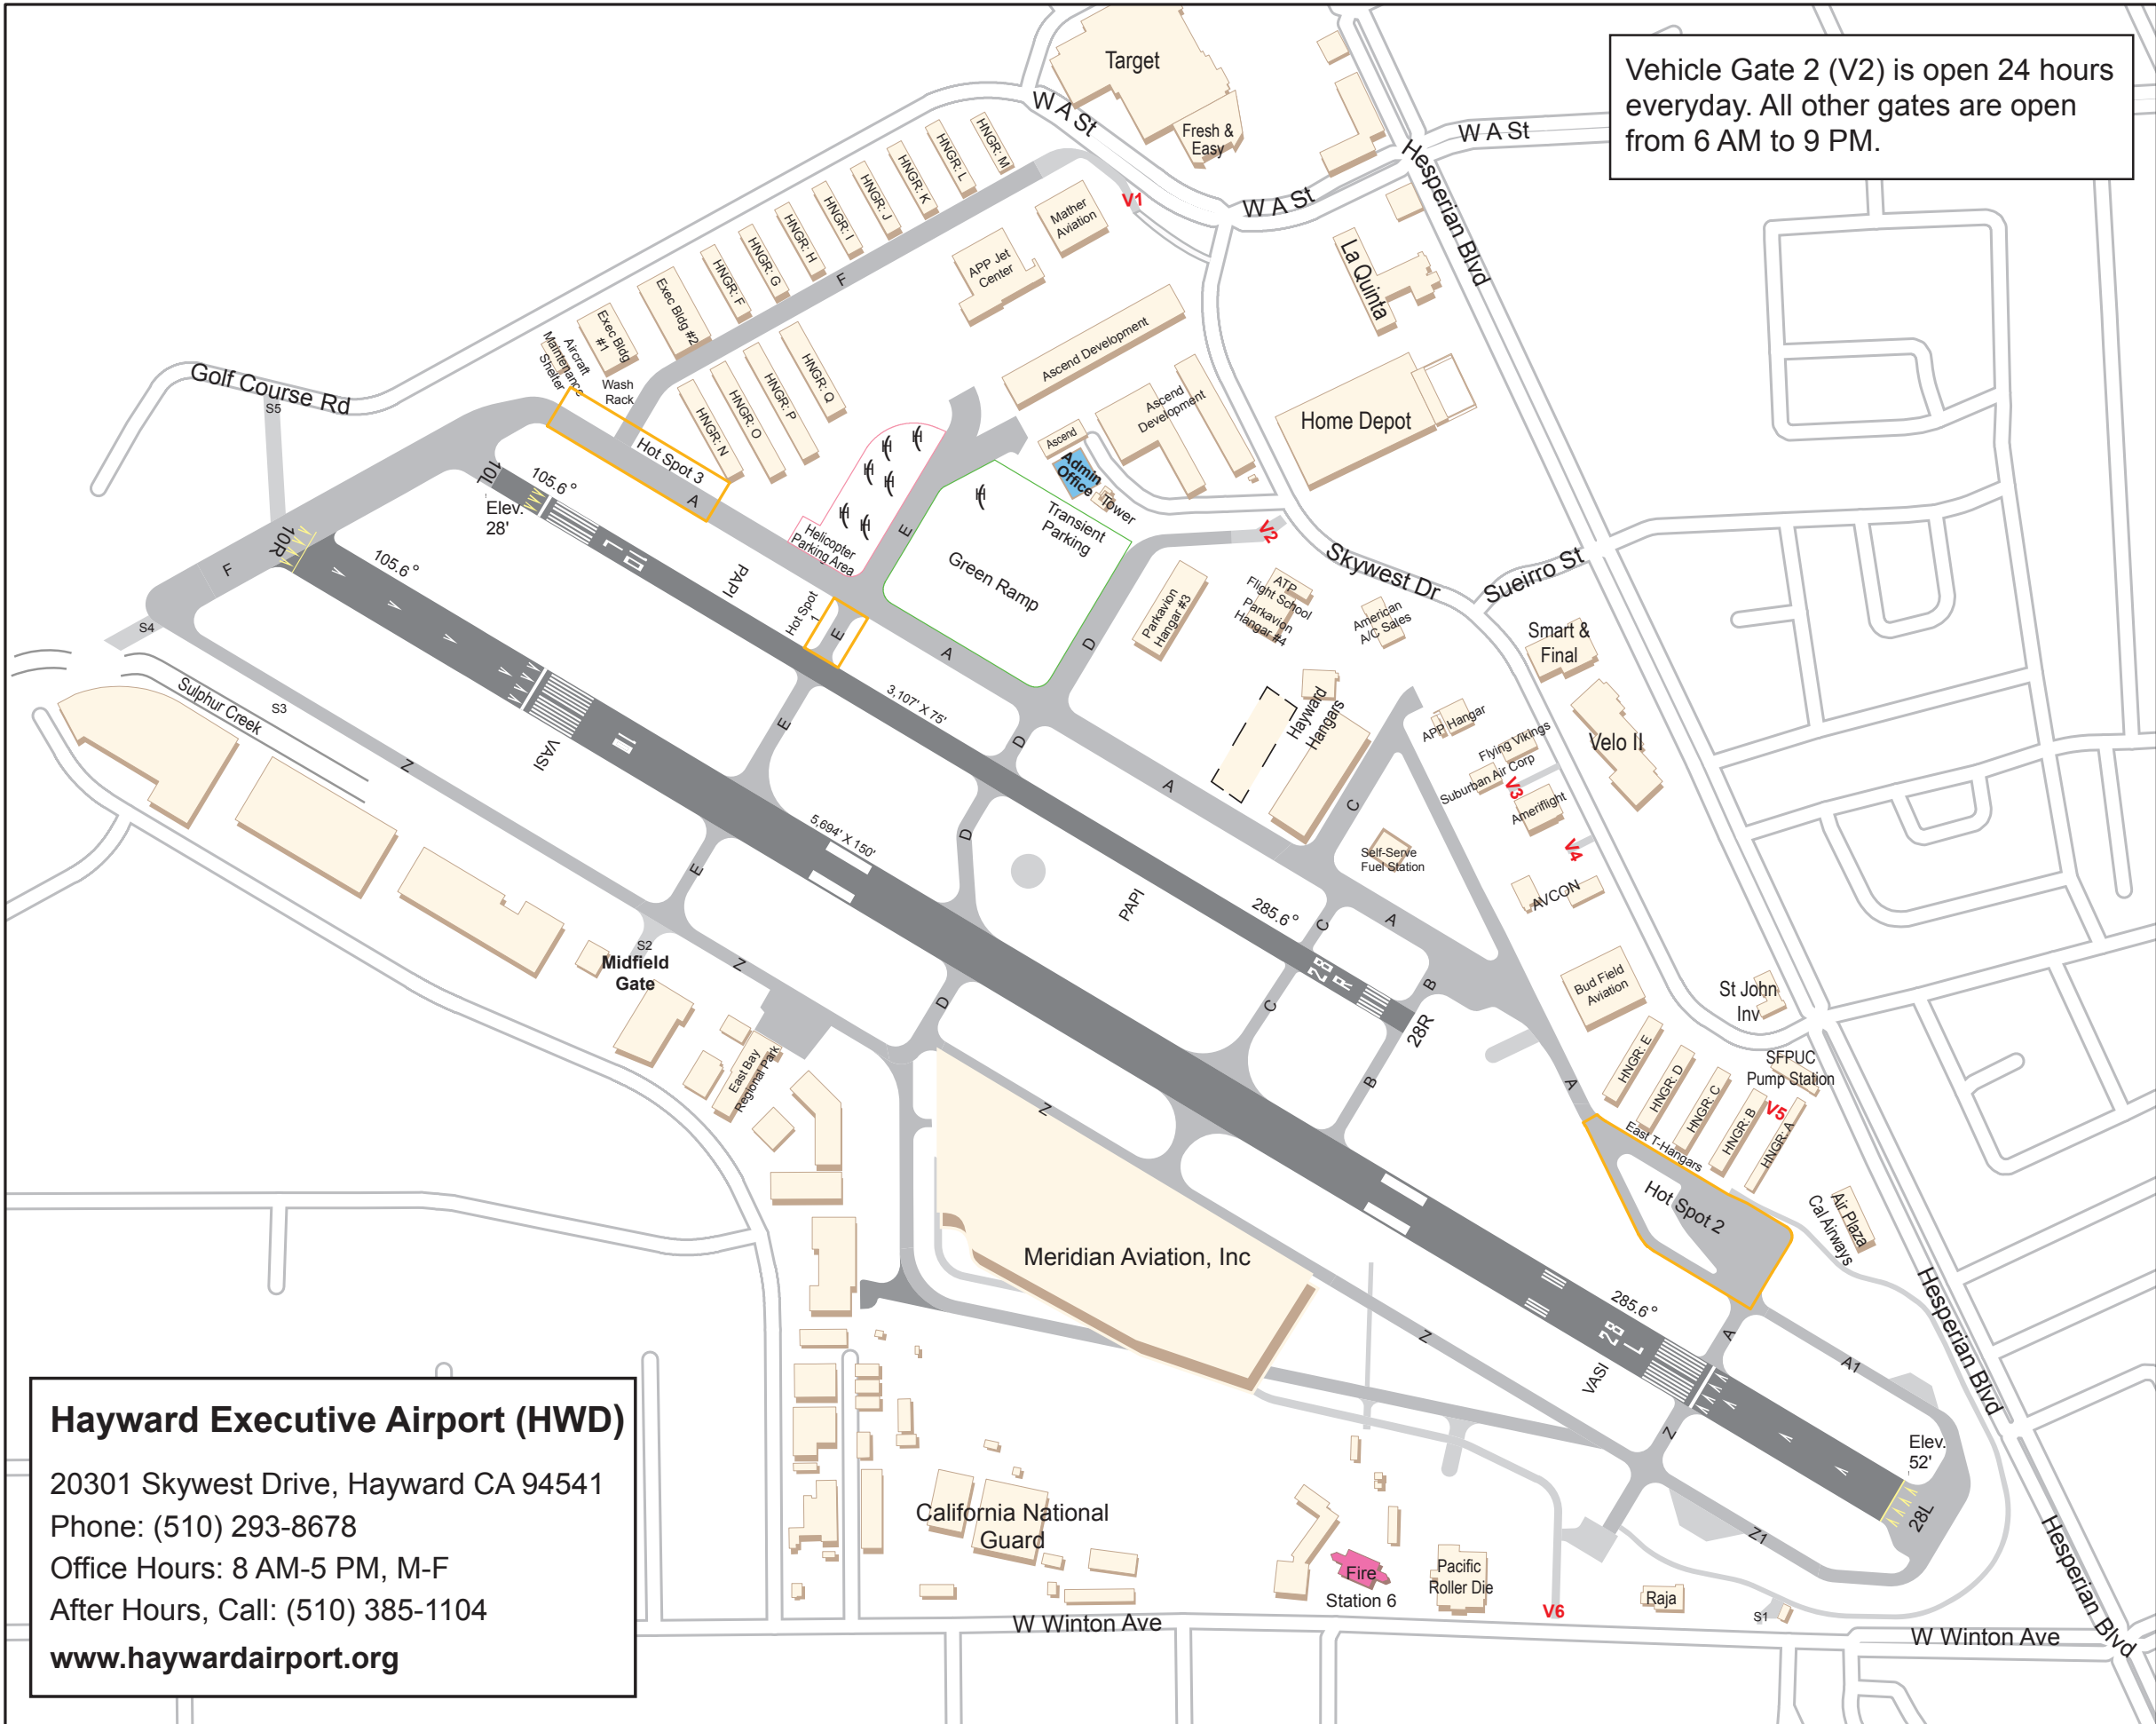 Vehicle Gate 2 (V2) is open 24 hours
everyday. All other gates are open
from 6 AM to 9 PM.
Target
Fresh &
Easy
W A St
W A St
W A St
Hesperian Blvd
V1
HNGR: M
HNGR: L
HNGR: K
HNGR: J
HNGR: I
HNGR: H
HNGR: G
HNGR: F
Exec Bldg #2
Exec Bldg
#1
Aircraft
Maintenance
Shelter
Wash
Rack
F
Mather
Aviation
APP Jet
Center
La Quinta
Ascend Development
Ascend
Development
Home Depot
Golf Course Rd
S5
HNGR: N
HNGR: O
HNGR: P
HNGR: Q
Hot Spot 3
A
Ascend
Admin
Office
Tower
H
H
H
H
H
H
H
Helicopter
Parking Area
E
Transient
Parking
Green Ramp
V2
Skywest Dr
Sueirro St
10L
105.6°
Elev.
28'
10
L
PAPI
10R
105.6°
F
S4
Hot Spot
1
E
A
D
Parkavion
Hangar #3
ATP
Flight School
Parkavion
Hangar #4
American
A/C Sales
Smart &
Final
Velo II
Sulphur Creek
S3
Z
VASI
E
3,107' X 75'
D
A
Hayward
Hangars
C
APP Hangar
Flying Vikings
Suburban Air Corp
V3
Ameriflight
V4
Self-Serve
Fuel Station
AVCON
5,694' X 150'
E
D
PAPI
285.6°
C
A
28
R
28R
B
C
B
D
S2
Midfield
Gate
Z
East Bay
Regional Park
Bud Field
Aviation
St John
Inv
SFPUC
Pump Station
HNGR: E
HNGR: D
HNGR: C
HNGR: B
HNGR: A
V5
East T-Hangars
A
Hot Spot 2
Air Plaza
Cal Airways
Hesperian Blvd
Z
Meridian Aviation, Inc
Z
285.6°
28
L
VASI
A
A1
Z
Elev.
52'
28L
Z1
Hesperian Blvd
California National
Guard
Fire
Station 6
Pacific
Roller Die
V6
Raja
S1
W Winton Ave
W Winton Ave
Hayward Executive Airport (HWD)
20301 Skywest Drive, Hayward CA 94541
Phone: (510) 293-8678
Office Hours: 8 AM-5 PM, M-F
After Hours, Call: (510) 385-1104
www.haywardairport.org